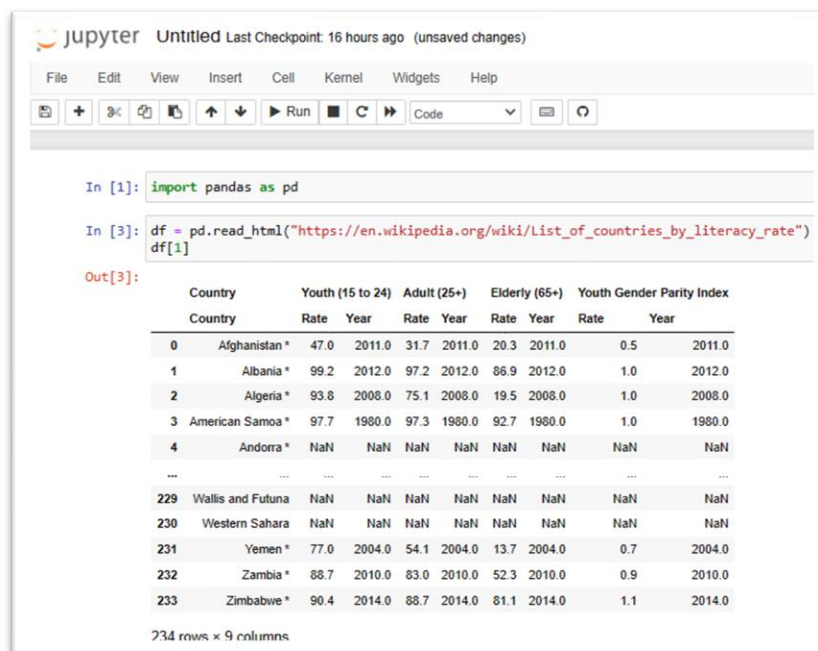 jupyter Untitled Last Checkpoint: 16 hours ago (unsaved changes)
File Edit View Insert Cell Kernel Widgets Help
Run Code
In [1]: import pandas as pd
In [3]: df = pd.read_html("https://en.wikipedia.org/wiki/List_of_countries_by_literacy_rate")
df[1]
Out[3]:
Country Youth (15 to 24) Adult (25+) Elderly (65+) Youth Gender Parity Index
Country Rate Year Rate Year Rate Year Rate Year
0 Afghanistan * 47.0 2011.0 31.7 2011.0 20.3 2011.0 0.5 2011.0
1 Albania * 99.2 2012.0 97.2 2012.0 86.9 2012.0 1.0 2012.0
2 Algeria * 93.8 2008.0 75.1 2008.0 19.5 2008.0 1.0 2008.0
3 American Samoa * 97.7 1980.0 97.3 1980.0 92.7 1980.0 1.0 1980.0
4 Andorra * NaN NaN NaN NaN NaN NaN NaN NaN
... ... ... ... ... ... ... ... ... ...
229 Wallis and Futuna NaN NaN NaN NaN NaN NaN NaN NaN
230 Western Sahara NaN NaN NaN NaN NaN NaN NaN NaN
231 Yemen * 77.0 2004.0 54.1 2004.0 13.7 2004.0 0.7 2004.0
232 Zambia * 88.7 2010.0 83.0 2010.0 52.3 2010.0 0.9 2010.0
233 Zimbabwe * 90.4 2014.0 88.7 2014.0 81.1 2014.0 1.1 2014.0
234 rows × 9 columns